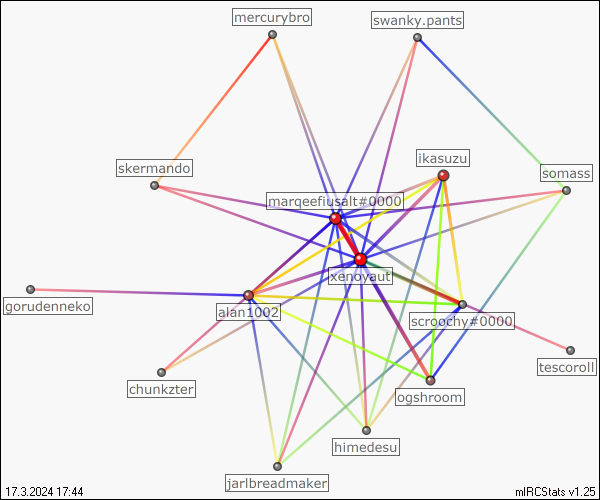 mercurybro
swanky.pants
ikasuzu
skermando
somass
marqeefiusalt#0000
xenoyaut
gorudenneko
alan1002
scroochy#0000
tescoroll
chunkzter
ogshroom
himedesu
jarlbreadmaker
17.3.2024 17:44
mIRCStats v1.25